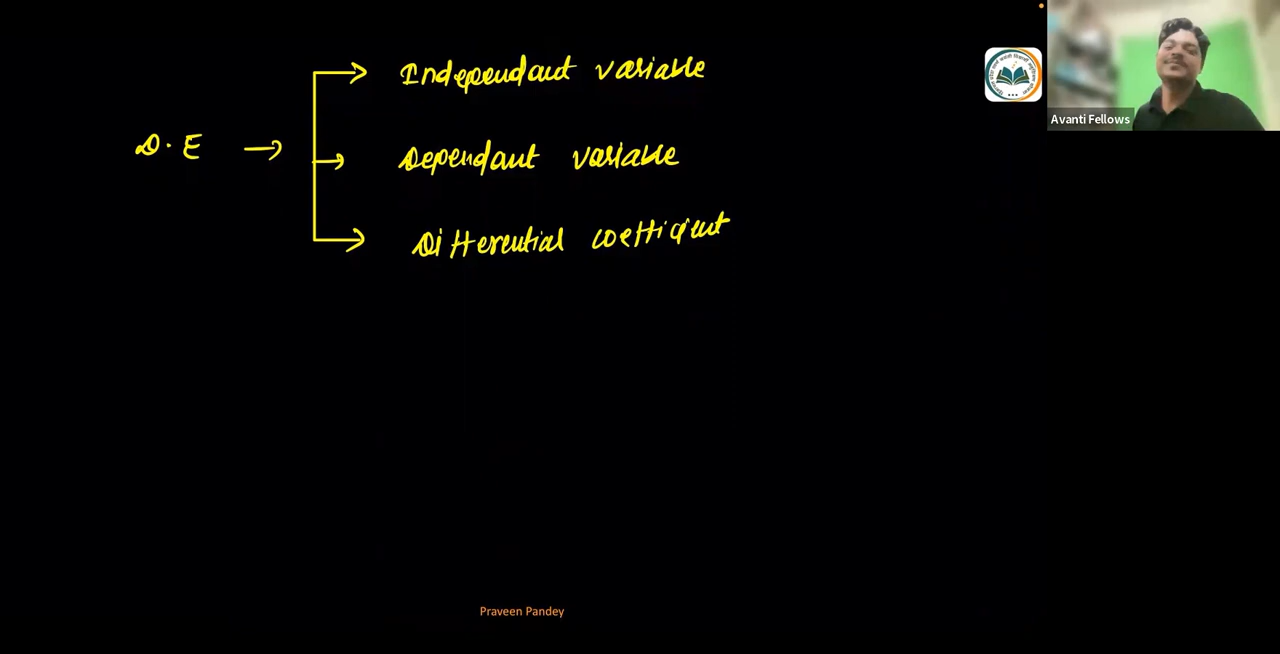 Independant variable
D.E → Dependant variable
Differential coefficient
Avanti Fellows
Praveen Pandey